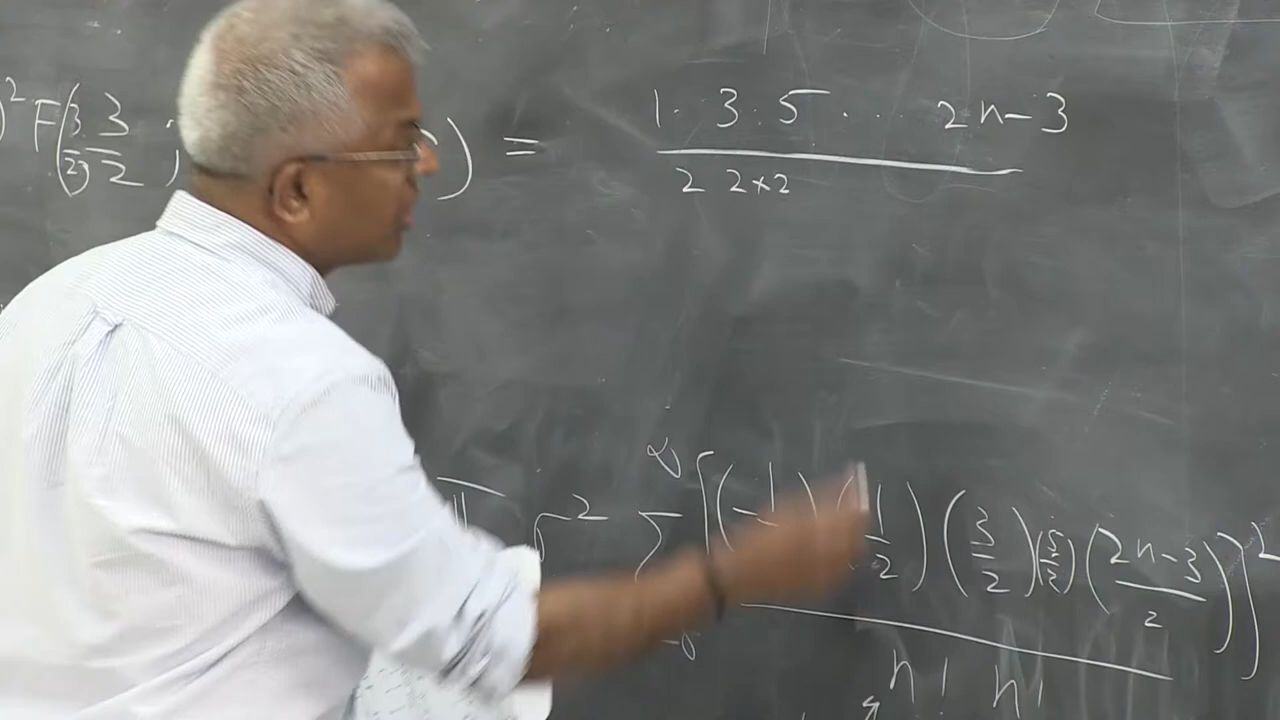 )² F(3/2 3/2 ; ) = 1 · 3 · 5 . . . 2n-3 / 2 2×2
π r² Σ [(-1 ) (1/2) (3/2) (5/2) (2n-3/2)]² / n! n!